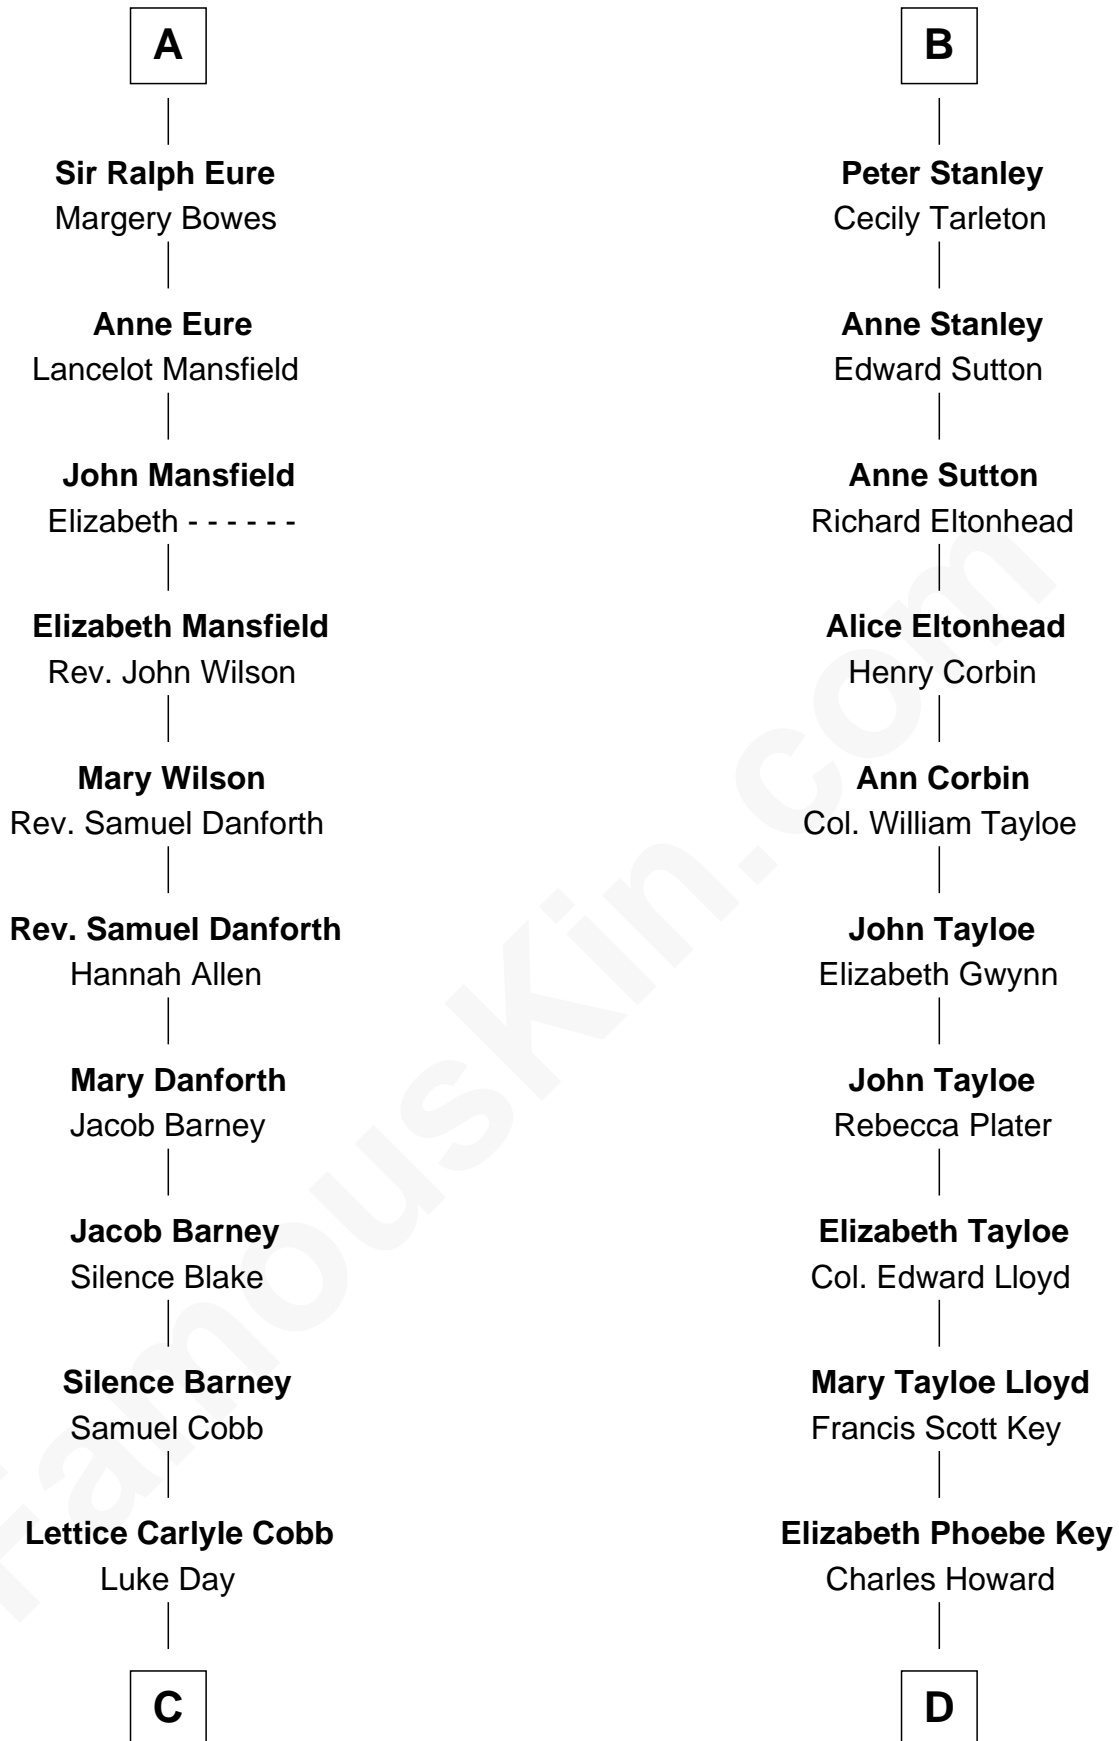 A
Sir Ralph Eure
Margery Bowes
Anne Eure
Lancelot Mansfield
John Mansfield
Elizabeth - - - - - -
Elizabeth Mansfield
Rev. John Wilson
Mary Wilson
Rev. Samuel Danforth
Rev. Samuel Danforth
Hannah Allen
Mary Danforth
Jacob Barney
Jacob Barney
Silence Blake
Silence Barney
Samuel Cobb
Lettice Carlyle Cobb
Luke Day
C
B
Peter Stanley
Cecily Tarleton
Anne Stanley
Edward Sutton
Anne Sutton
Richard Eltonhead
Alice Eltonhead
Henry Corbin
Ann Corbin
Col. William Tayloe
John Tayloe
Elizabeth Gwynn
John Tayloe
Rebecca Plater
Elizabeth Tayloe
Col. Edward Lloyd
Mary Tayloe Lloyd
Francis Scott Key
Elizabeth Phoebe Key
Charles Howard
D
FamousKin.com